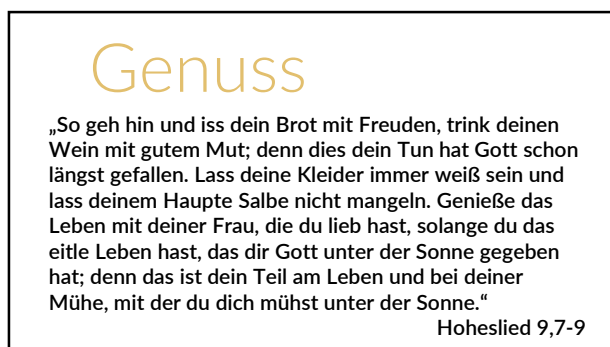 Genuss
„So geh hin und iss dein Brot mit Freuden, trink deinen
Wein mit gutem Mut; denn dies dein Tun hat Gott schon
längst gefallen. Lass deine Kleider immer weiß sein und
lass deinem Haupte Salbe nicht mangeln. Genieße das
Leben mit deiner Frau, die du lieb hast, solange du das
eitle Leben hast, das dir Gott unter der Sonne gegeben
hat; denn das ist dein Teil am Leben und bei deiner
Mühe, mit der du dich mühst unter der Sonne.“
Hoheslied 9,7-9